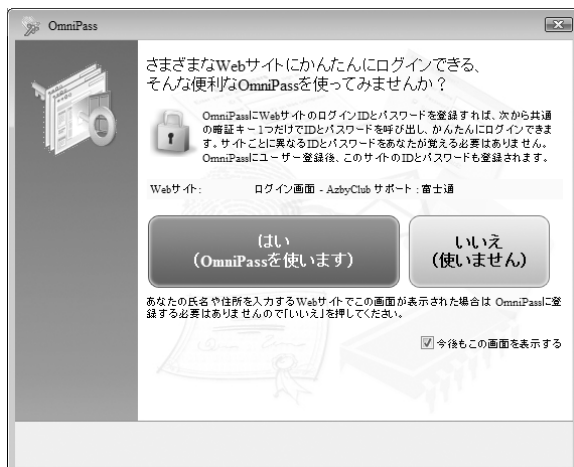 OmniPass
さまざまなWebサイトにかんたんにログインできる、
そんな便利なOmniPassを使ってみませんか？
OmniPassにWebサイトのログインIDとパスワードを登録すれば、次から共通
の暗証キー1つだけでIDとパスワードを呼び出し、かんたんにログインできま
す。サイトごとに異なるIDとパスワードをあなたが覚える必要はありません。
OmniPassにユーザー登録後、このサイトのIDとパスワードも登録されます。
Webサイト: ログイン画面 - AzbyClub サポート : 富士通
はい
（OmniPassを使います）
いいえ
（使いません）
あなたの氏名や住所を入力するWebサイトでこの画面が表示された場合は OmniPassに登
録する必要はありませんので「いいえ」を押してください。
今後もこの画面を表示する